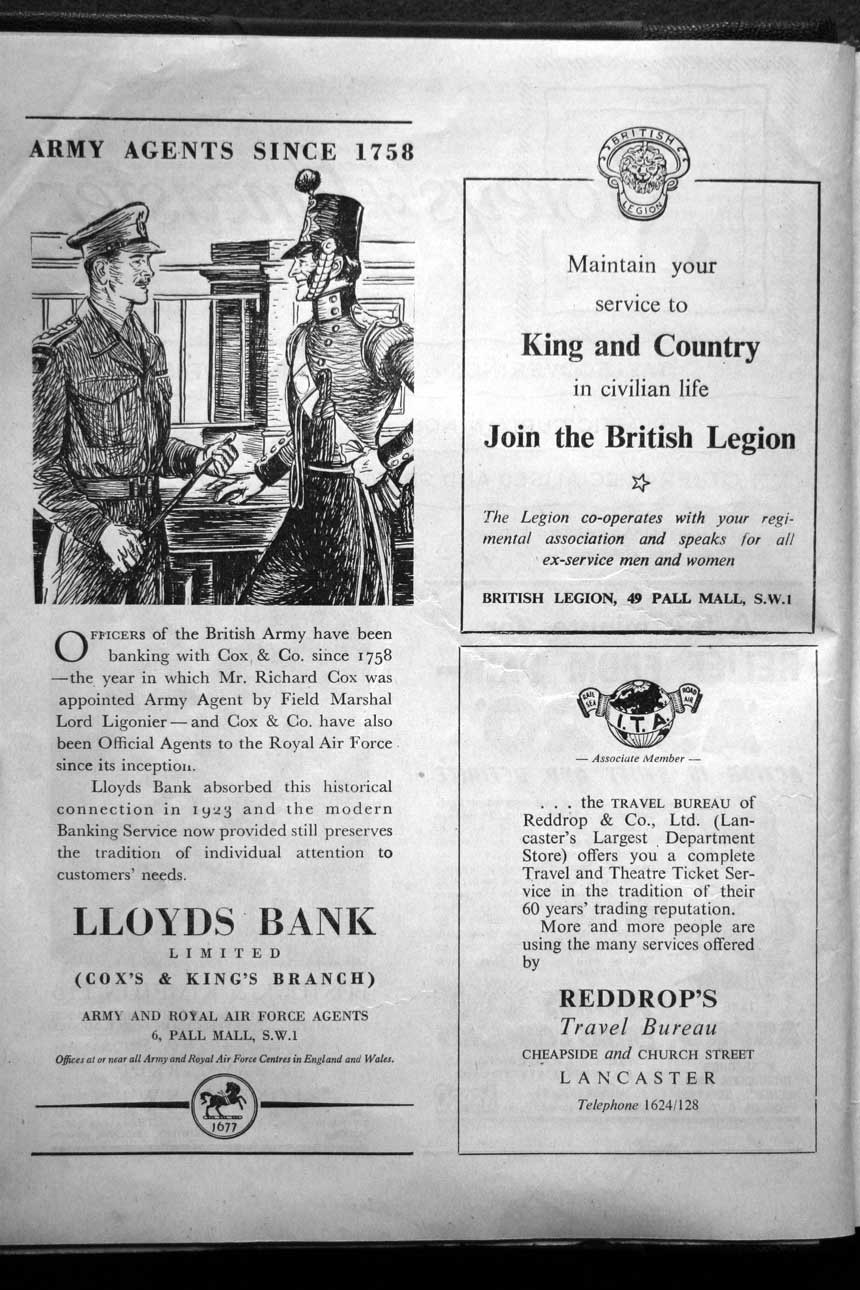 ARMY AGENTS SINCE 1758
OFFICERS of the British Army have been
banking with Cox & Co. since 1758
—the year in which Mr. Richard Cox was
appointed Army Agent by Field Marshal
Lord Ligonier — and Cox & Co. have also
been Official Agents to the Royal Air Force
since its inception.
Lloyds Bank absorbed this historical
connection in 1923 and the modern
Banking Service now provided still preserves
the tradition of individual attention to
customers' needs.
LLOYDS BANK
LIMITED
(COX'S & KING'S BRANCH)
ARMY AND ROYAL AIR FORCE AGENTS
6, PALL MALL, S.W.1
Offices at or near all Army and Royal Air Force Centres in England and Wales.
1677
BRITISH
LEGION
Maintain your
service to
King and Country
in civilian life
Join the British Legion
The Legion co-operates with your regi-
mental association and speaks for all
ex-service men and women
BRITISH LEGION, 49 PALL MALL, S.W.1
RAIL
SEA
ROAD
AIR
I.T.A.
— Associate Member —
. . . the TRAVEL BUREAU of
Reddrop & Co., Ltd. (Lan-
caster's Largest Department
Store) offers you a complete
Travel and Theatre Ticket Ser-
vice in the tradition of their
60 years' trading reputation.
More and more people are
using the many services offered
by
REDDROP'S
Travel Bureau
CHEAPSIDE and CHURCH STREET
LANCASTER
Telephone 1624/128